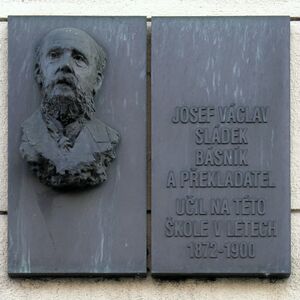 JOSEF VÁCLAV
SLÁDEK
BÁSNÍK
A PŘEKLADATEL
UČIL NA TÉTO
ŠKOLE V LETECH
1872-1900